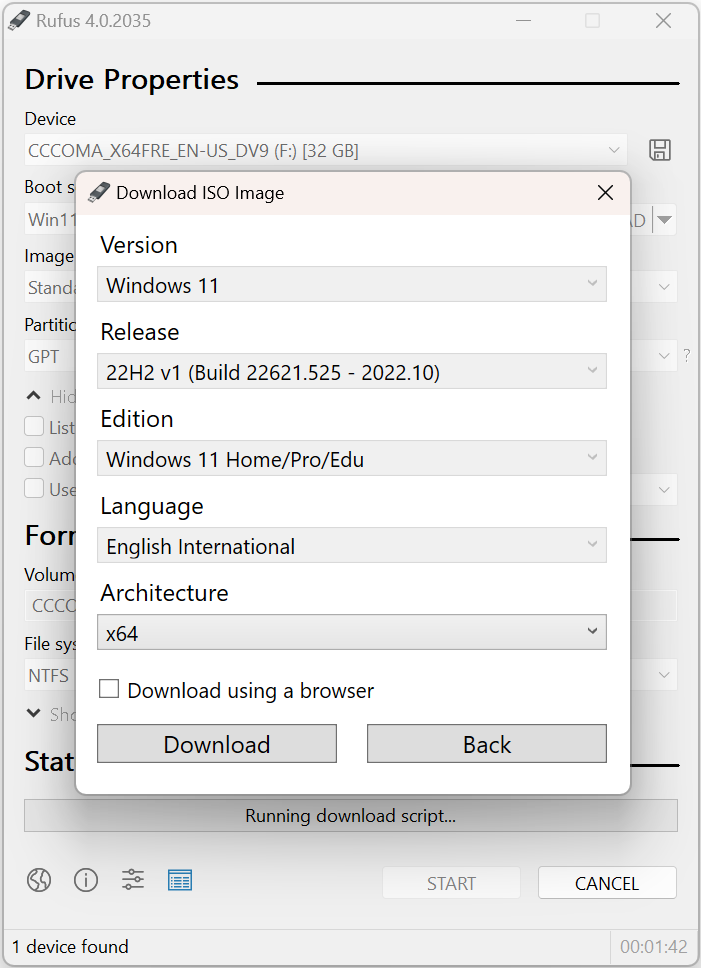 Rufus 4.0.2035
Drive Properties
Device
CCCOMA_X64FRE_EN-US_DV9 (F:) [32 GB]
Boot s
Download ISO Image
Win11
AD
Version
Image
Windows 11
Standa
Release
Partitio
22H2 v1 (Build 22621.525 - 2022.10)
GPT
?
Hid
Edition
List
Windows 11 Home/Pro/Edu
Add
Use
Language
Form
English International
Volum
Architecture
CCCO
x64
File sys
NTFS
Download using a browser
Sho
Download Back
Stat
Running download script...
START CANCEL
1 device found 00:01:42